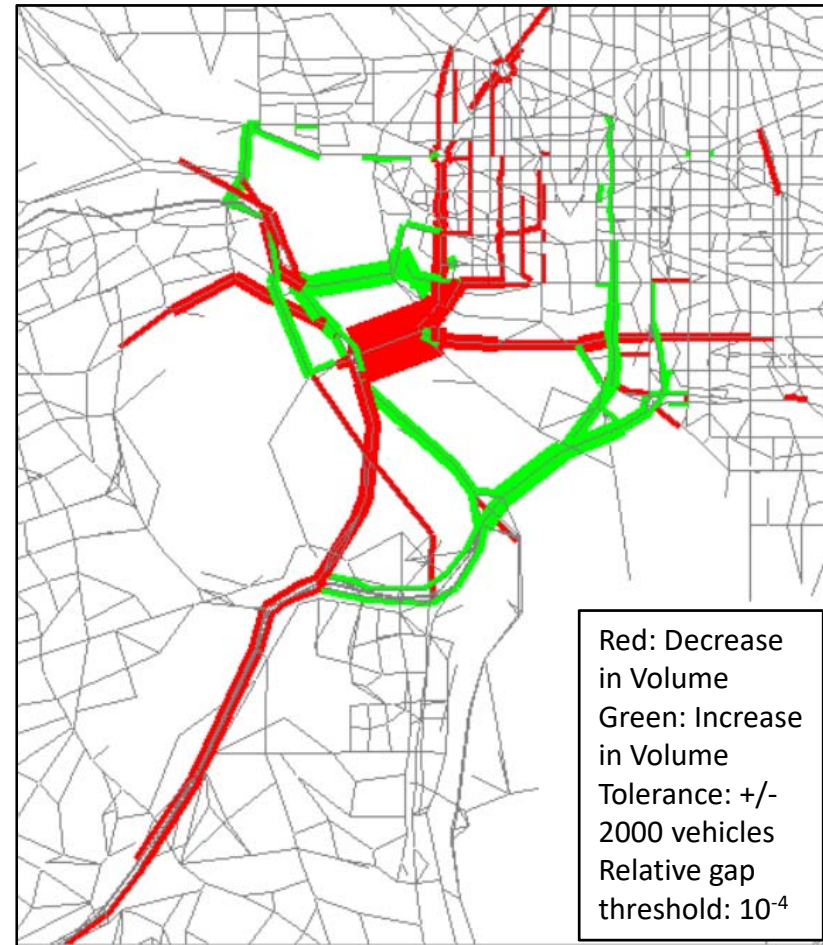 Red: Decrease
in Volume
Green: Increase
in Volume
Tolerance: +/-
2000 vehicles
Relative gap
threshold: 10⁻⁴